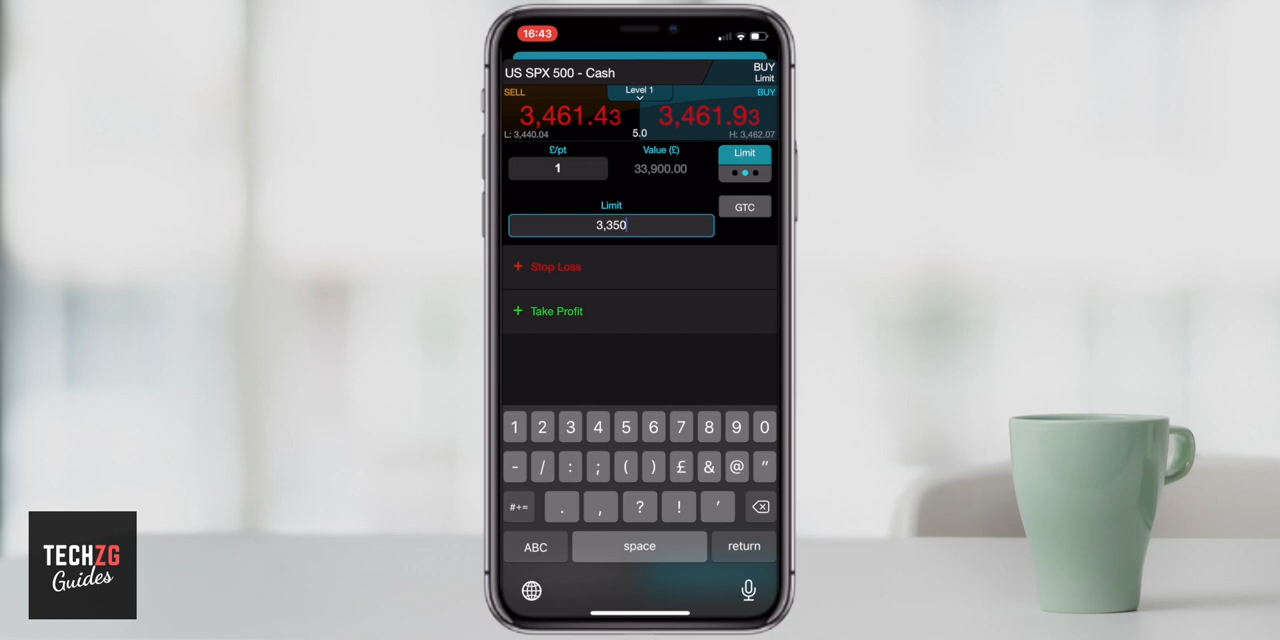 16:43
US SPX 500 - Cash
BUY
Limit
SELL
Level 1
BUY
3,461.43
3,461.93
L: 3,440.04
5.0
H: 3,462.07
£/pt
Value (£)
Limit
1
33,900.00
Limit
GTC
3,350
+ Stop Loss
+ Take Profit
1 2 3 4 5 6 7 8 9 0
- / : ; ( ) £ & @ "
#+= . , ? ! '
ABC space return
TECHZG
Guides